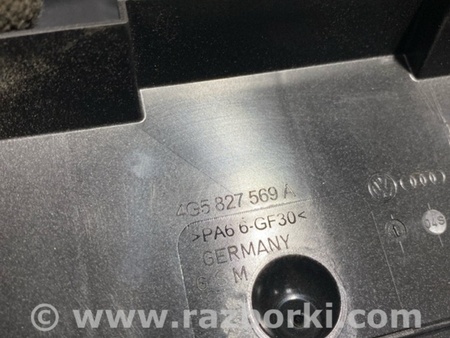 4G5 827 569 A
>PA6 6-GF30<
GERMANY
M
© www.razborki.com